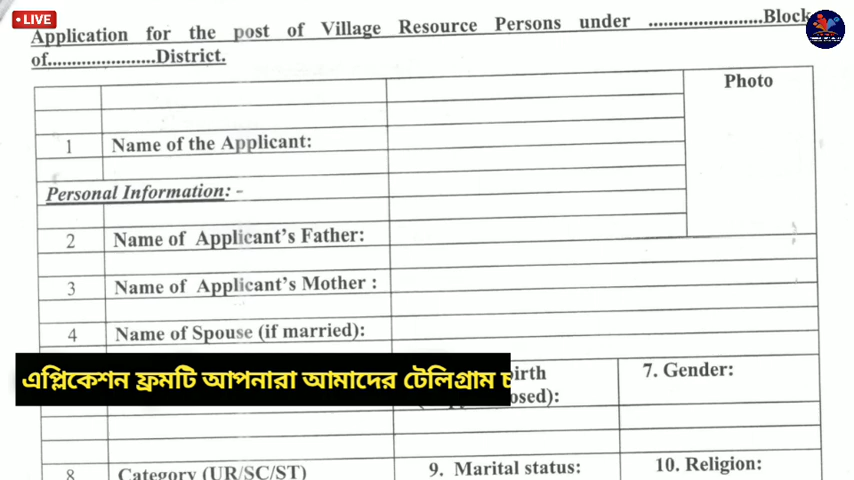 LIVE
Application for the post of Village Resource Persons under .......................Block
of......................District.
Photo
1 Name of the Applicant:
Personal Information: -
2 Name of Applicant's Father:
3 Name of Applicant's Mother :
4 Name of Spouse (if married):
এপ্লিকেশন ফ্রমটি আপনারা আমাদের টেলিগ্রাম
7. Gender:
8 Category (UR/SC/ST)
9. Marital status:
10. Religion: